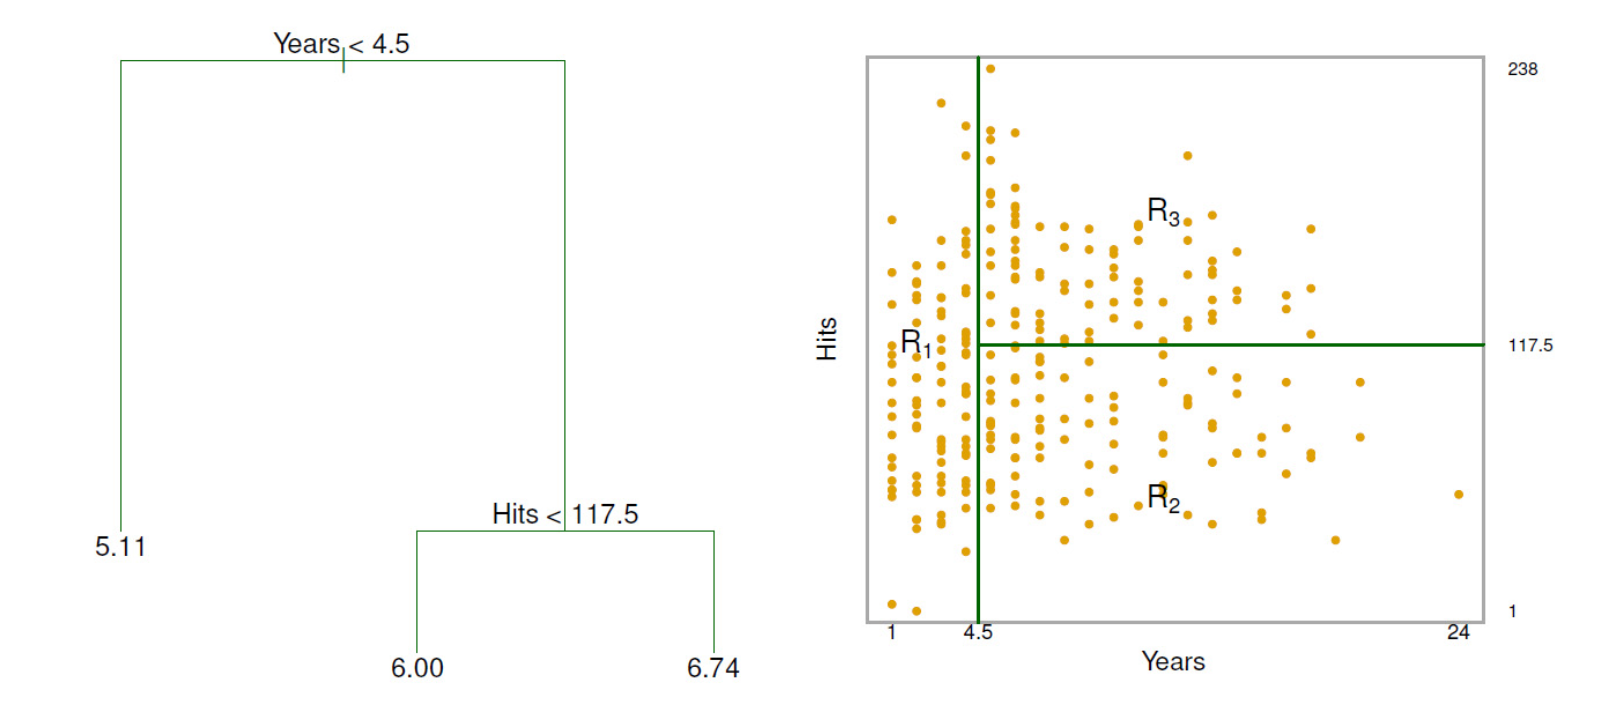 Years < 4.5
Hits < 117.5
5.11
6.00
6.74
238
R3
Hits
R1
117.5
R2
1
1
4.5
24
Years